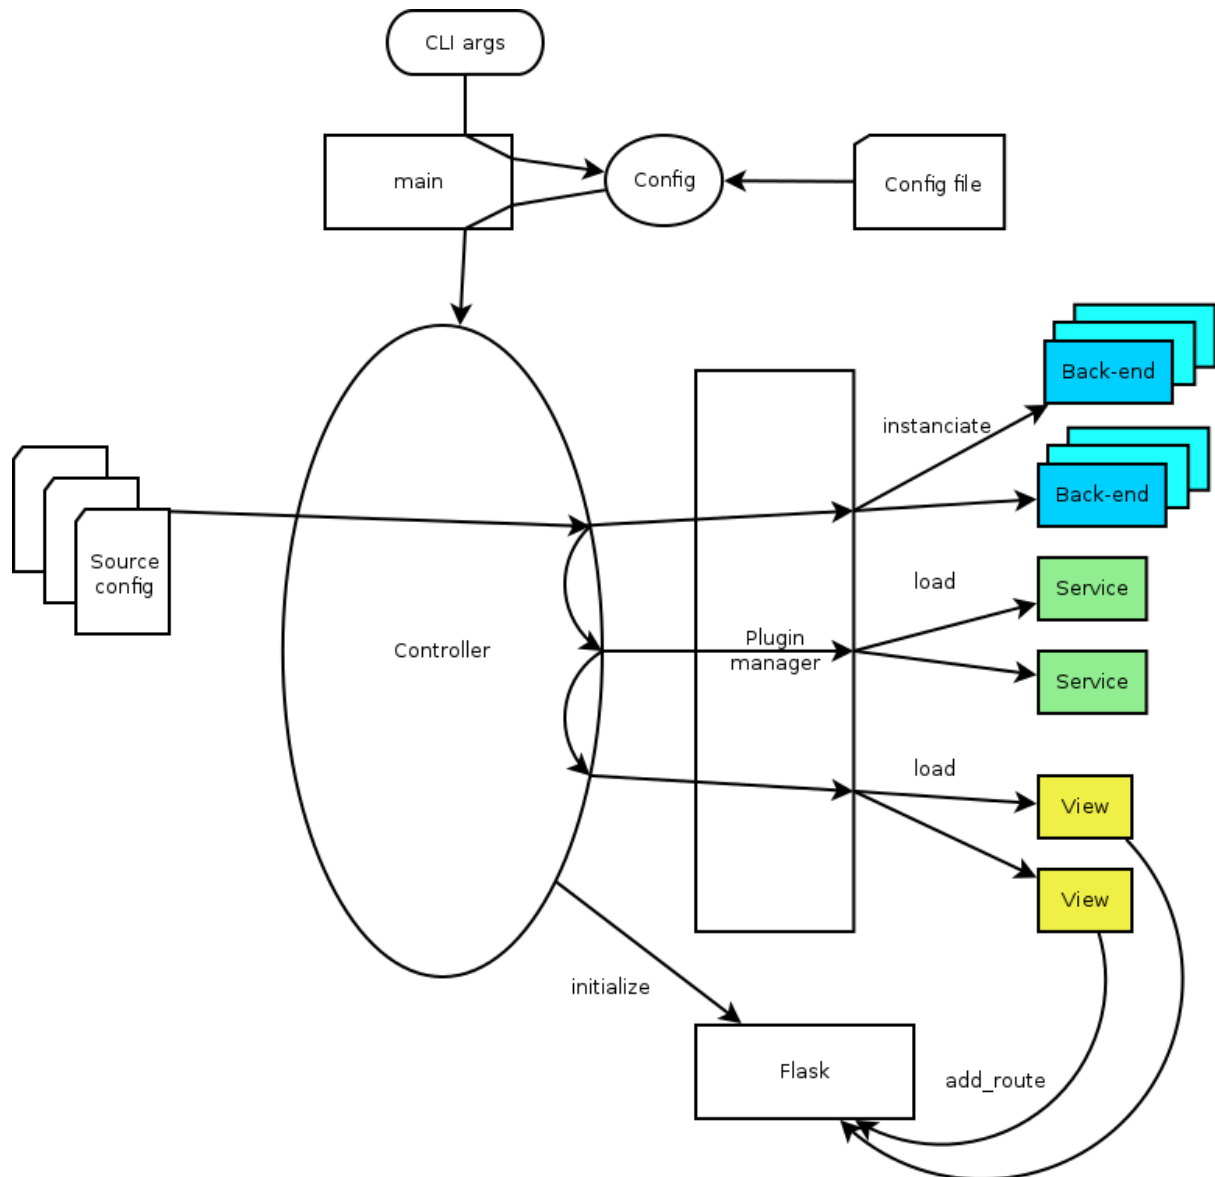 CLI args
main
Config
Config file
Back-end
instanciate
Back-end
Source
config
load
Service
Controller
Plugin
manager
Service
load
View
View
initialize
Flask
add_route